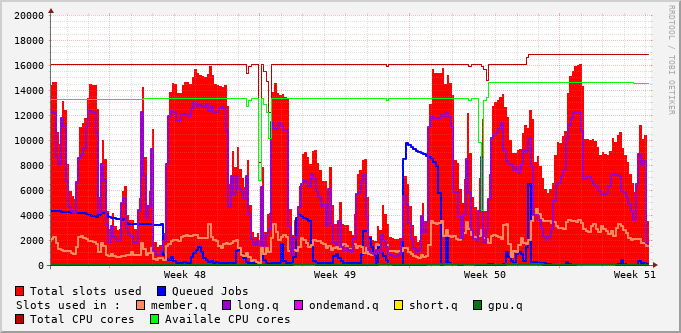 20000
18000
16000
14000
12000
10000
8000
6000
4000
2000
0
Week 48 Week 49 Week 50 Week 51
RRDTOOL / TOBI OETIKER
Total slots used Queued Jobs
Slots used in : member.q long.q ondemand.q short.q gpu.q
Total CPU cores Availale CPU cores